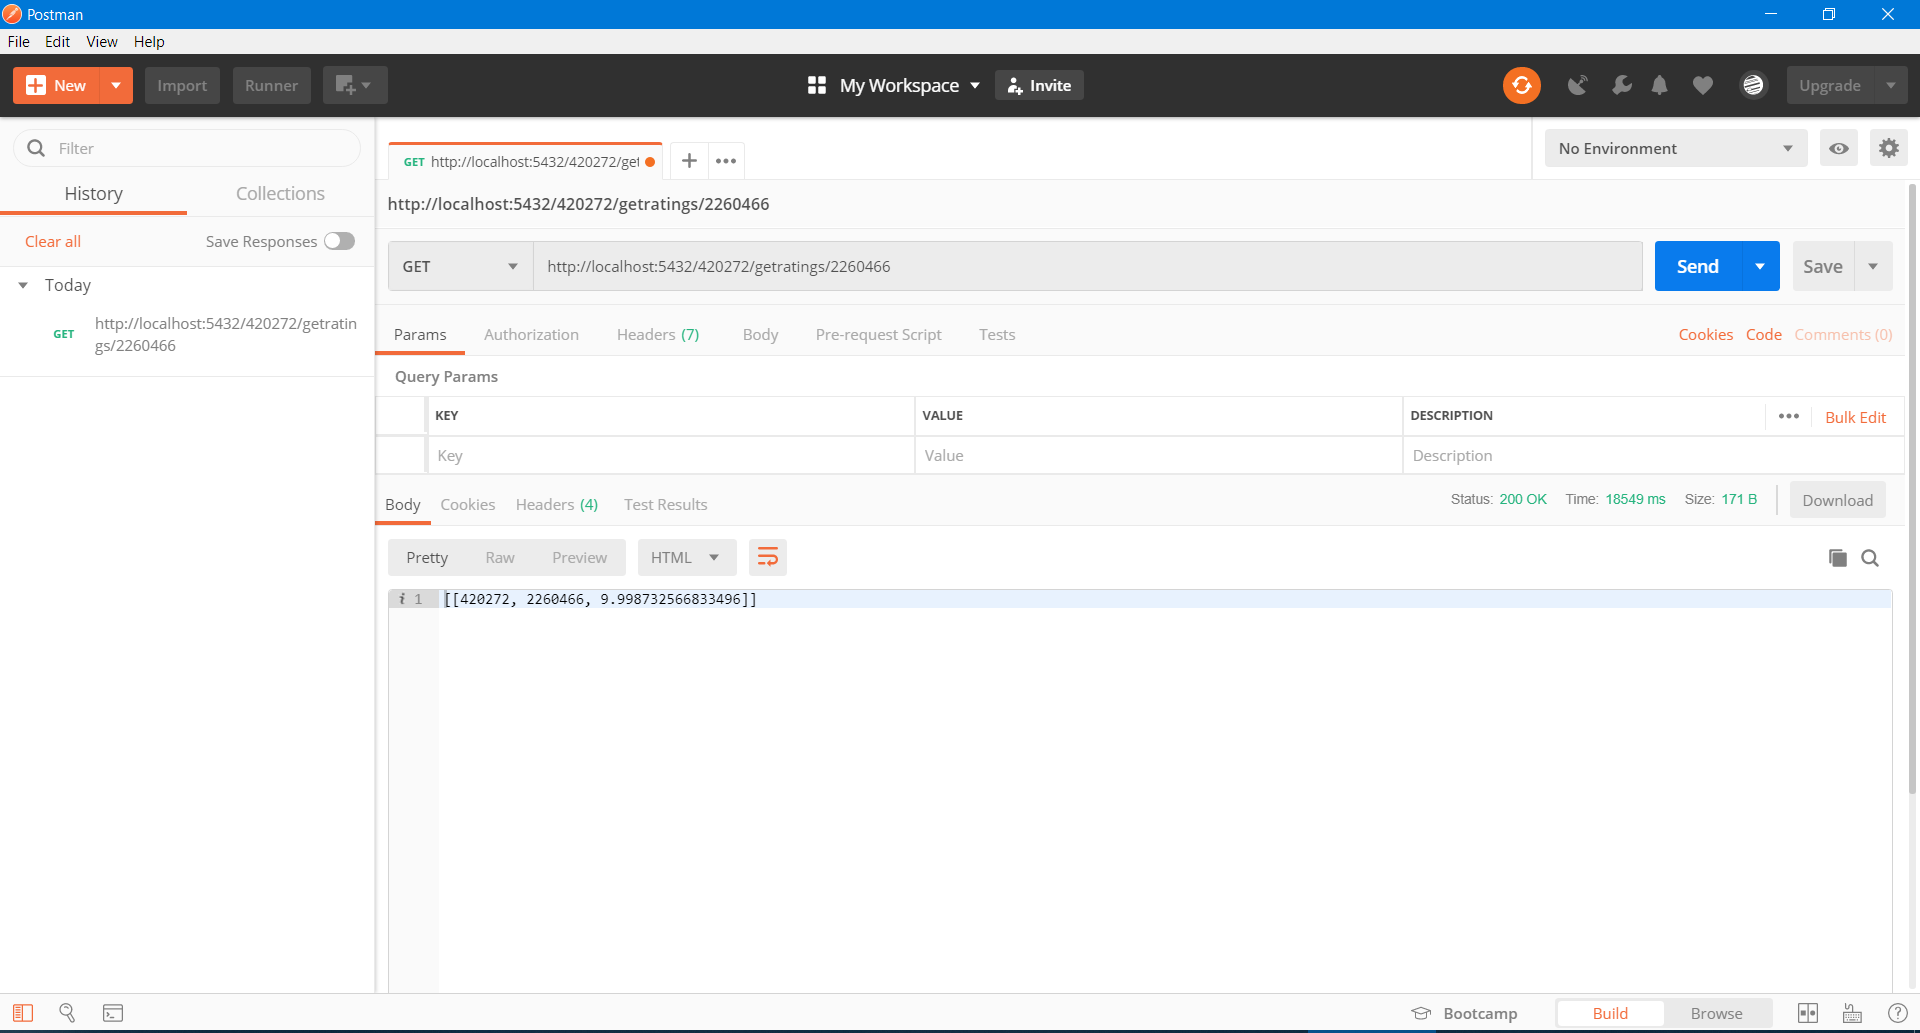 Postman
File Edit View Help
New Import Runner My Workspace Invite Upgrade
Filter
History Collections
Clear all Save Responses
Today
GET http://localhost:5432/420272/getratin
gs/2260466
GET http://localhost:5432/420272/get
No Environment
http://localhost:5432/420272/getratings/2260466
GET http://localhost:5432/420272/getratings/2260466 Send Save
Params Authorization Headers (7) Body Pre-request Script Tests Cookies Code Comments (0)
Query Params
KEY VALUE DESCRIPTION Bulk Edit
Key Value Description
Body Cookies Headers (4) Test Results Status: 200 OK Time: 18549 ms Size: 171 B Download
Pretty Raw Preview HTML
i 1 [[420272, 2260466, 9.998732566833496]]
Bootcamp Build Browse